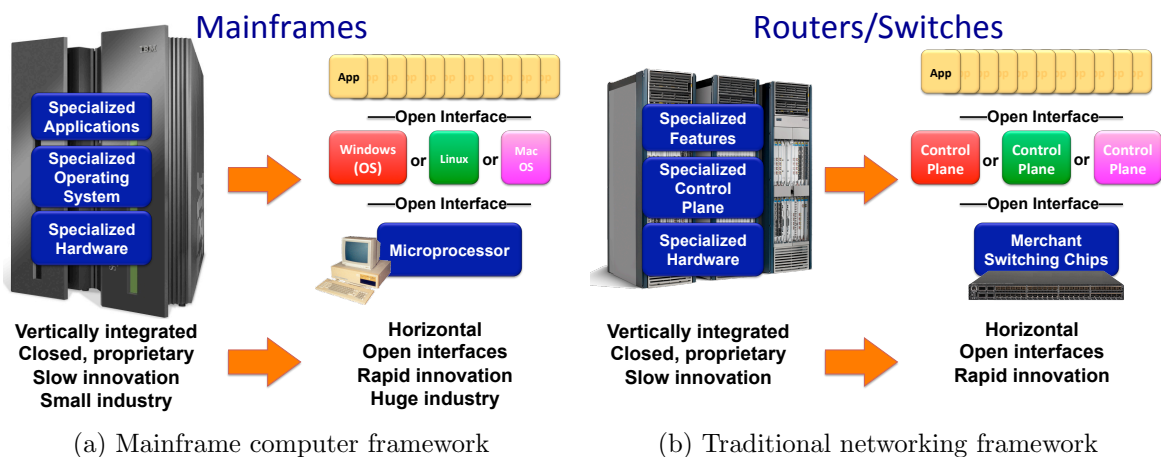 Mainframes
IBM
Specialized
Applications
Specialized
Operating
System
Specialized
Hardware
App
Open Interface
Windows
(OS)
or
Linux
or
Mac
OS
Open Interface
Microprocessor
Vertically integrated
Closed, proprietary
Slow innovation
Small industry
Horizontal
Open interfaces
Rapid innovation
Huge industry
(a) Mainframe computer framework
Routers/Switches
Specialized
Features
Specialized
Control
Plane
Specialized
Hardware
App
Open Interface
Control
Plane
or
Control
Plane
or
Control
Plane
Open Interface
Merchant
Switching Chips
Vertically integrated
Closed, proprietary
Slow innovation
Horizontal
Open interfaces
Rapid innovation
(b) Traditional networking framework